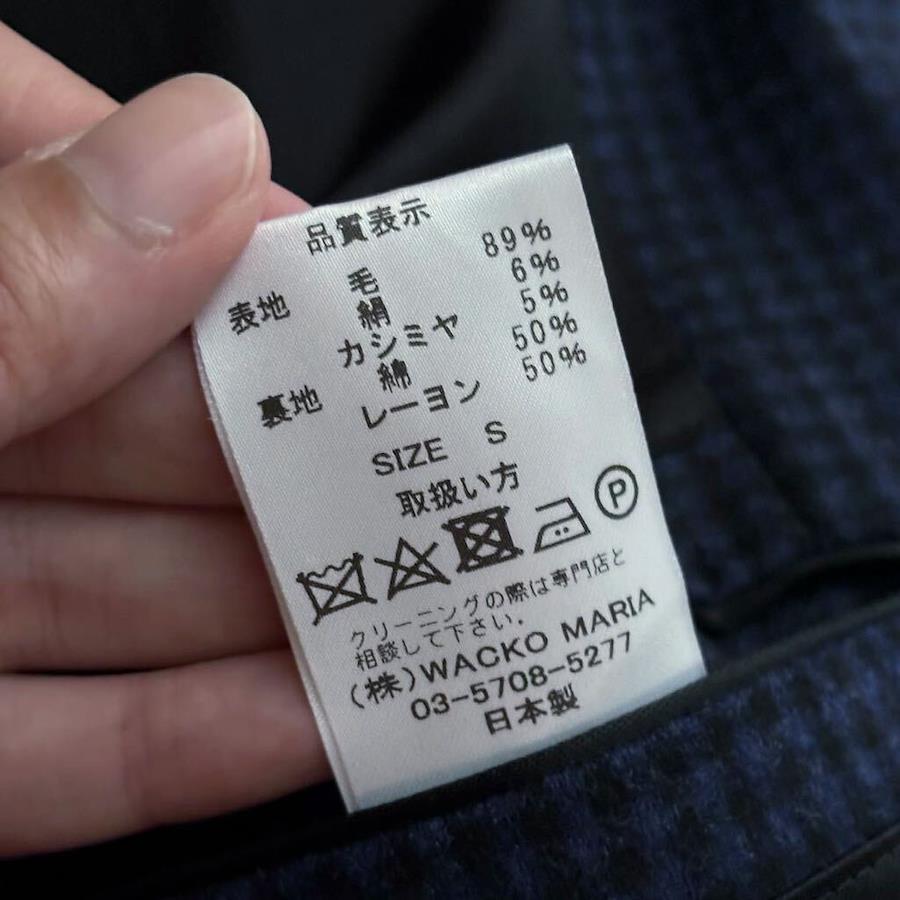 品質表示
表地 毛 89%
絹 6%
カシミヤ 5%
裏地 綿 50%
レーヨン 50%
SIZE S
取扱い方
P
クリーニングの際は専門店と
相談して下さい。
(株)WACKO MARIA
03-5708-5277
日本製